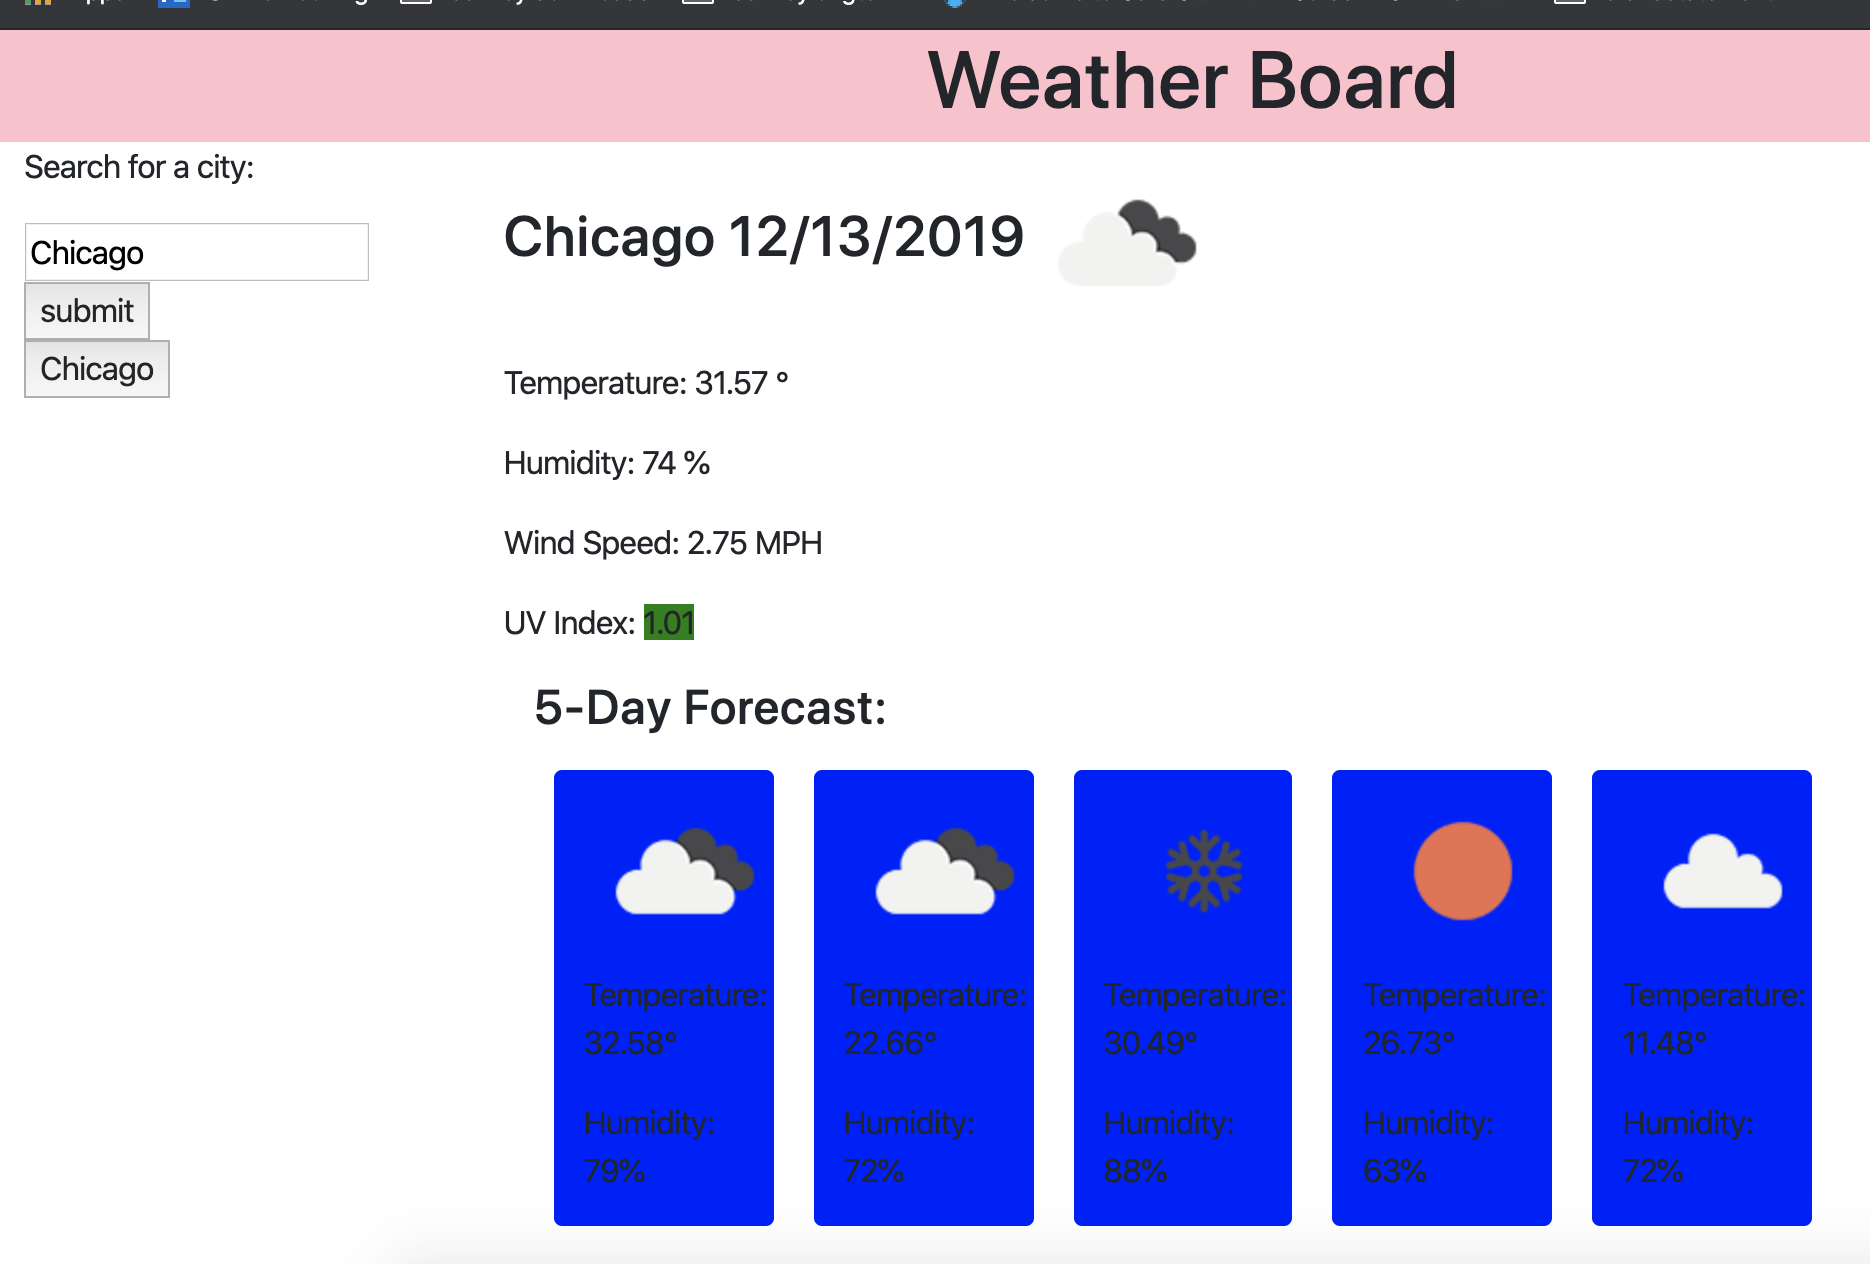 Weather Board
Search for a city:
Chicago
submit
Chicago
Chicago 12/13/2019
Temperature: 31.57 °
Humidity: 74 %
Wind Speed: 2.75 MPH
UV Index: 1.01
5-Day Forecast:
Temperature:
32.58°
Humidity:
79%
Temperature:
22.66°
Humidity:
72%
Temperature:
30.49°
Humidity:
88%
Temperature:
26.73°
Humidity:
63%
Temperature:
11.48°
Humidity:
72%